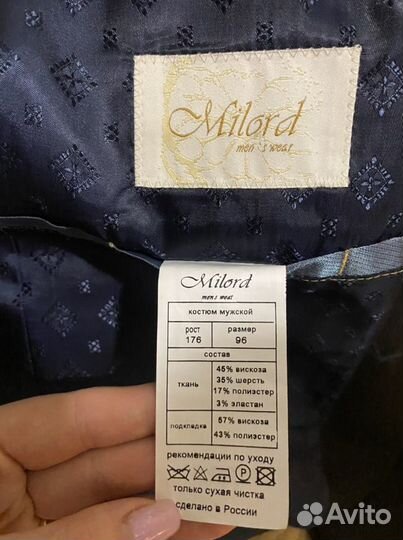 Milord
men`s wear
Milord
men`s wear
костюм мужской
рост размер
176 96
состав
ткань
45% вискоза
35% шерсть
17% полиэстер
3% эластан
подкладка
57% вискоза
43% полиэстер
рекомендации по уходу
P
только сухая чистка
сделано в России
Avito